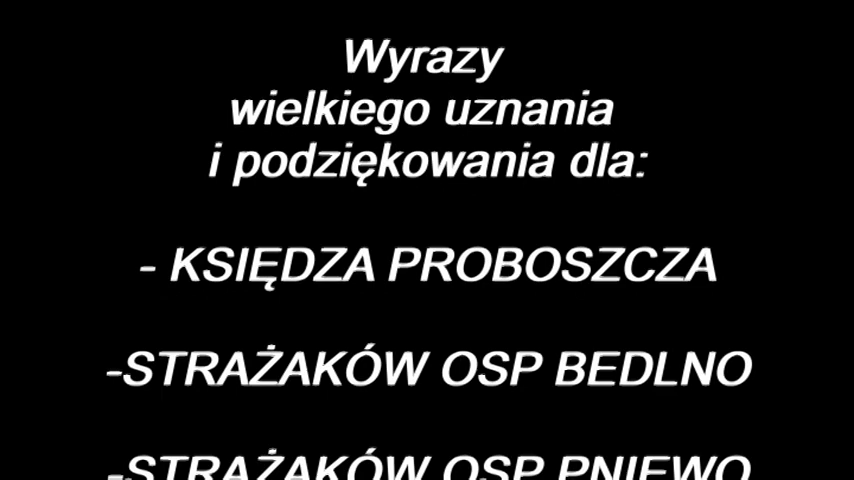 Wyrazy
wielkiego uznania
i podziękowania dla:
- KSIĘDZA PROBOSZCZA
-STRAŻAKÓW OSP BEDLNO
-STRAŻAKÓW OSP PNIEWO